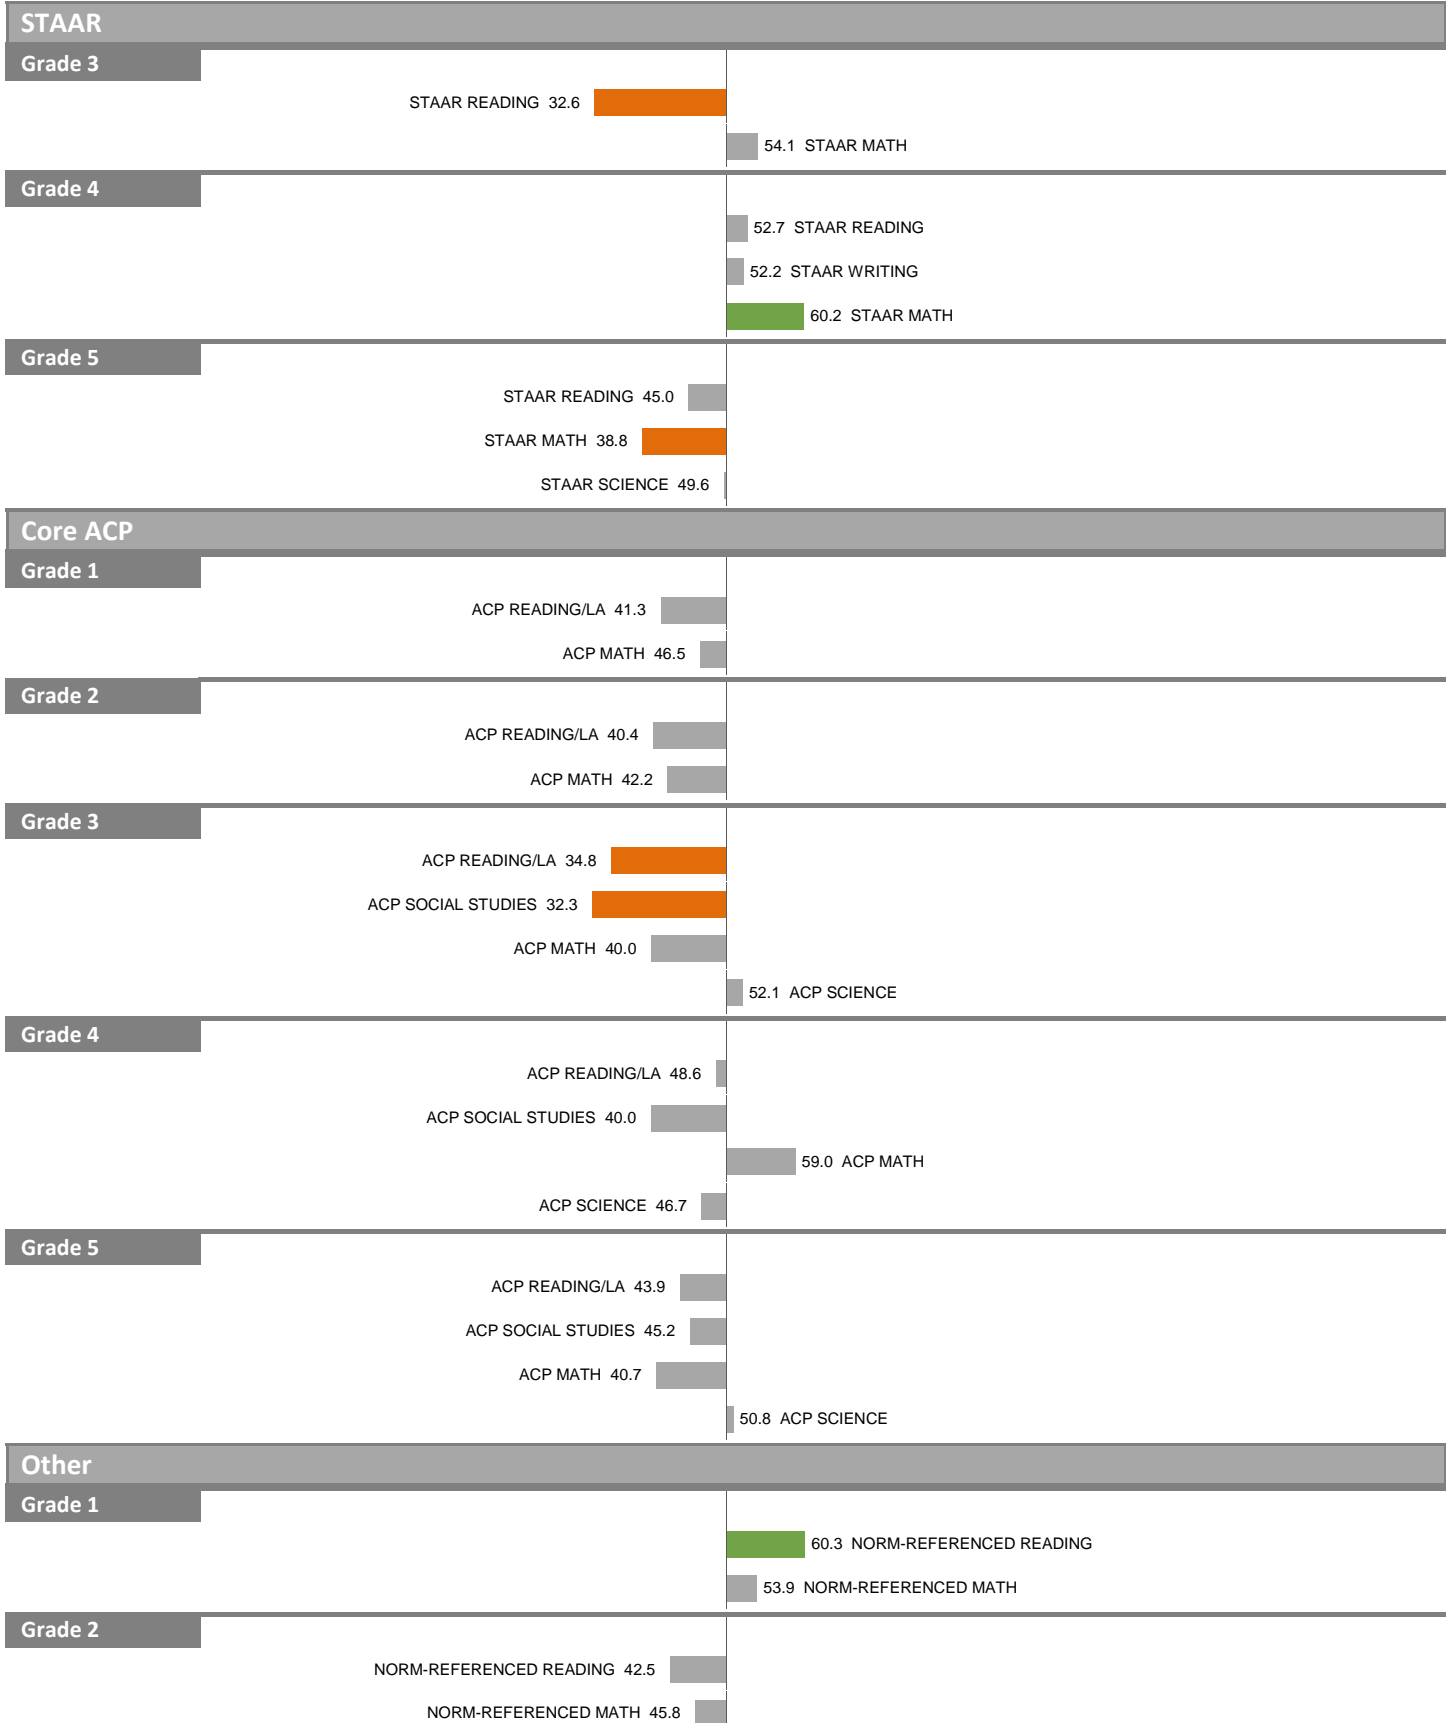 STAAR
Grade 3
STAAR READING 32.6
54.1 STAAR MATH
Grade 4
52.7 STAAR READING
52.2 STAAR WRITING
60.2 STAAR MATH
Grade 5
STAAR READING 45.0
STAAR MATH 38.8
STAAR SCIENCE 49.6
Core ACP
Grade 1
ACP READING/LA 41.3
ACP MATH 46.5
Grade 2
ACP READING/LA 40.4
ACP MATH 42.2
Grade 3
ACP READING/LA 34.8
ACP SOCIAL STUDIES 32.3
ACP MATH 40.0
52.1 ACP SCIENCE
Grade 4
ACP READING/LA 48.6
ACP SOCIAL STUDIES 40.0
59.0 ACP MATH
ACP SCIENCE 46.7
Grade 5
ACP READING/LA 43.9
ACP SOCIAL STUDIES 45.2
ACP MATH 40.7
50.8 ACP SCIENCE
Other
Grade 1
60.3 NORM-REFERENCED READING
53.9 NORM-REFERENCED MATH
Grade 2
NORM-REFERENCED READING 42.5
NORM-REFERENCED MATH 45.8